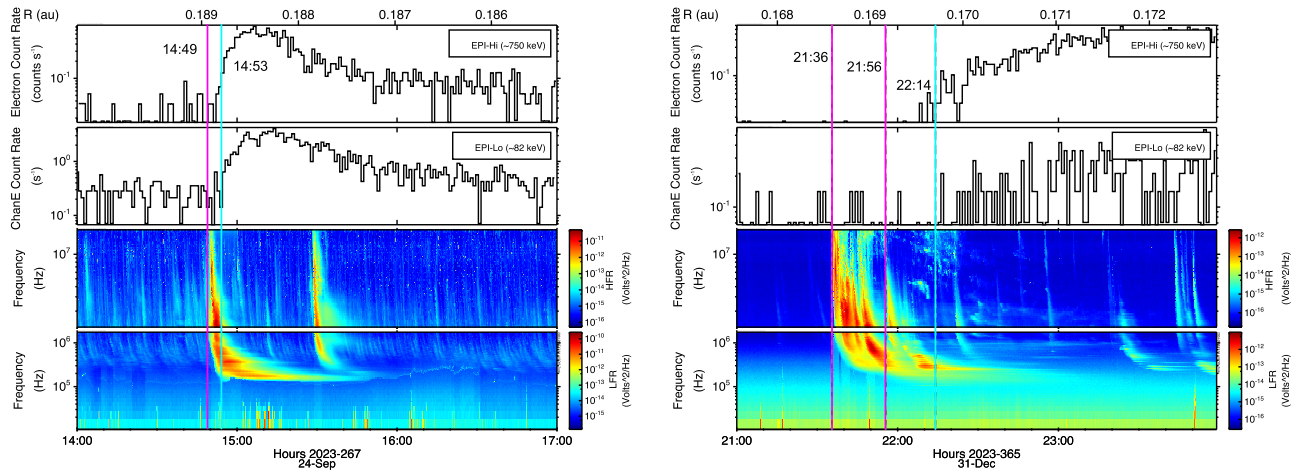 R (au)
0.189
0.188
0.187
0.186
Electron Count Rate
(counts s⁻¹)
10⁻¹
14:49
14:53
EPI-Hi (~750 keV)
ChanE Count Rate
(s⁻¹)
10⁰
10⁻¹
EPI-Lo (~82 keV)
Frequency
(Hz)
10⁷
10⁻¹¹
10⁻¹²
10⁻¹³
10⁻¹⁴
10⁻¹⁵
10⁻¹⁶
HFR
(Volts^2/Hz)
Frequency
(Hz)
10⁶
10⁵
10⁻¹⁰
10⁻¹¹
10⁻¹²
10⁻¹³
10⁻¹⁴
10⁻¹⁵
LFR
(Volts^2/Hz)
14:00
15:00
16:00
17:00
Hours 2023-267
24-Sep
R (au)
0.168
0.169
0.170
0.171
0.172
Electron Count Rate
(counts s⁻¹)
10⁻¹
21:36
21:56
22:14
EPI-Hi (~750 keV)
ChanE Count Rate
(s⁻¹)
10⁻¹
EPI-Lo (~82 keV)
Frequency
(Hz)
10⁷
10⁻¹²
10⁻¹³
10⁻¹⁴
10⁻¹⁵
10⁻¹⁶
HFR
(Volts^2/Hz)
Frequency
(Hz)
10⁶
10⁵
10⁻¹²
10⁻¹³
10⁻¹⁴
10⁻¹⁵
10⁻¹⁶
LFR
(Volts^2/Hz)
21:00
22:00
23:00
Hours 2023-365
31-Dec